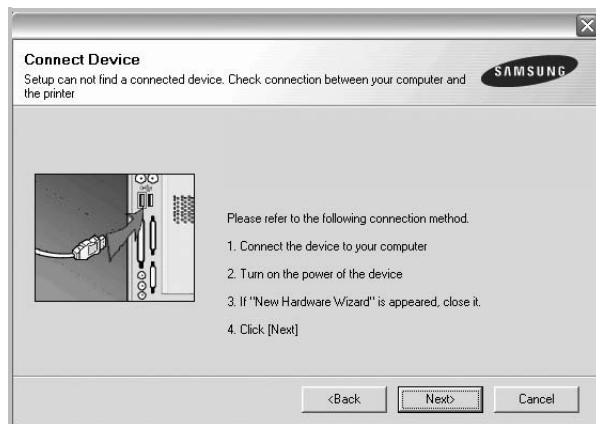 Connect Device
Setup can not find a connected device. Check connection between your computer and
the printer
SAMSUNG
Please refer to the following connection method.
1. Connect the device to your computer
2. Turn on the power of the device
3. If "New Hardware Wizard" is appeared, close it.
4. Click [Next]
<Back
Next>
Cancel